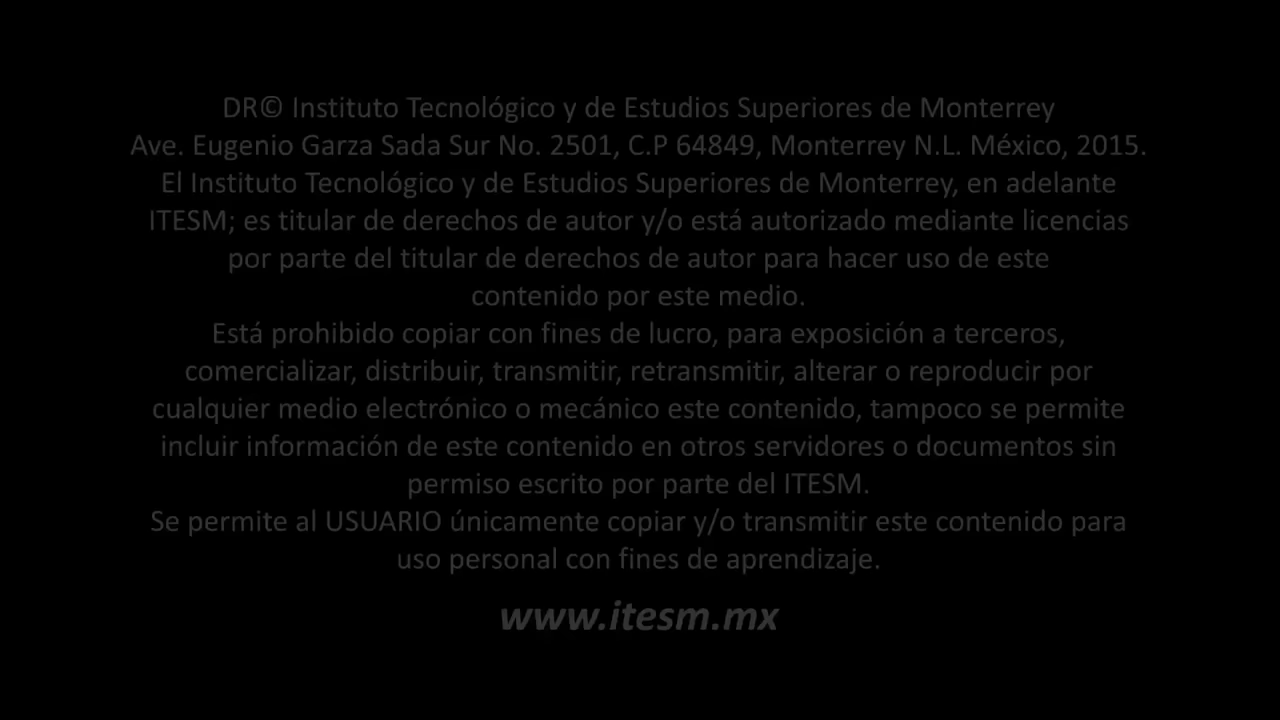 DR© Instituto Tecnológico y de Estudios Superiores de Monterrey
Ave. Eugenio Garza Sada Sur No. 2501, C.P 64849, Monterrey N.L. México, 2015.
El Instituto Tecnológico y de Estudios Superiores de Monterrey, en adelante
ITESM; es titular de derechos de autor y/o está autorizado mediante licencias
por parte del titular de derechos de autor para hacer uso de este
contenido por este medio.
Está prohibido copiar con fines de lucro, para exposición a terceros,
comercializar, distribuir, transmitir, retransmitir, alterar o reproducir por
cualquier medio electrónico o mecánico este contenido, tampoco se permite
incluir información de este contenido en otros servidores o documentos sin
permiso escrito por parte del ITESM.
Se permite al USUARIO únicamente copiar y/o transmitir este contenido para
uso personal con fines de aprendizaje.
www.itesm.mx